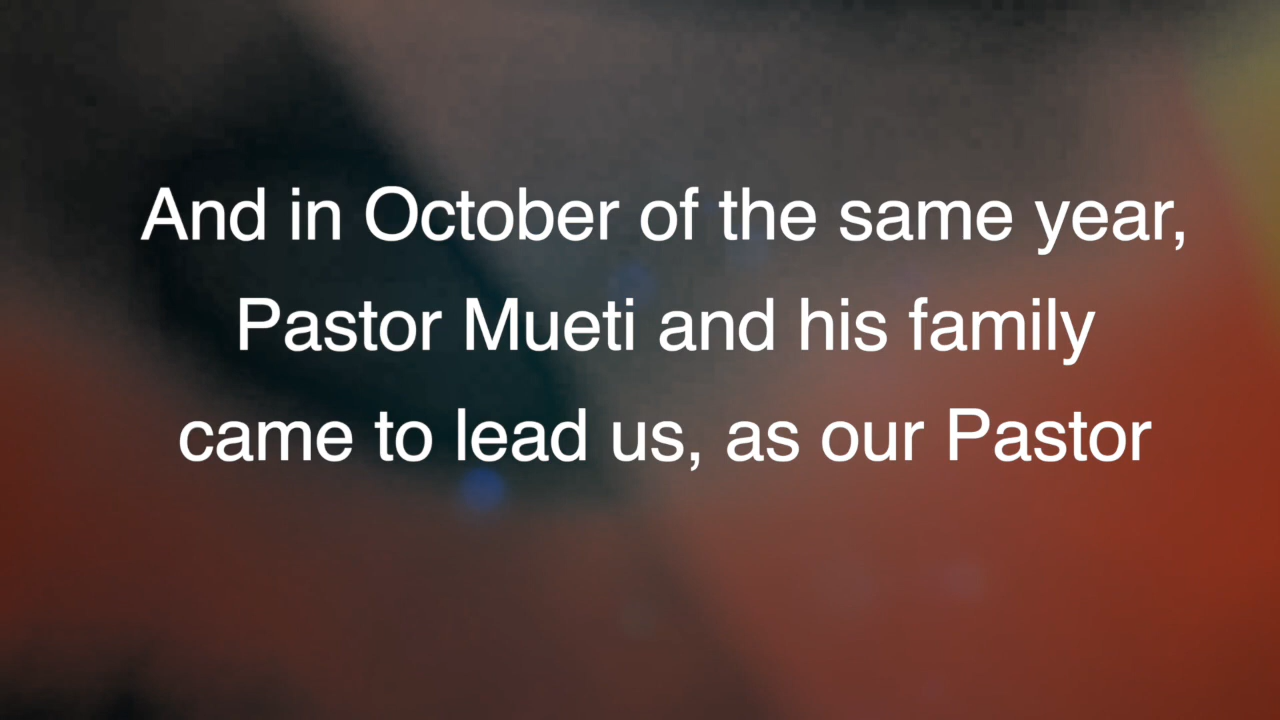 And in October of the same year,
Pastor Mueti and his family
came to lead us, as our Pastor